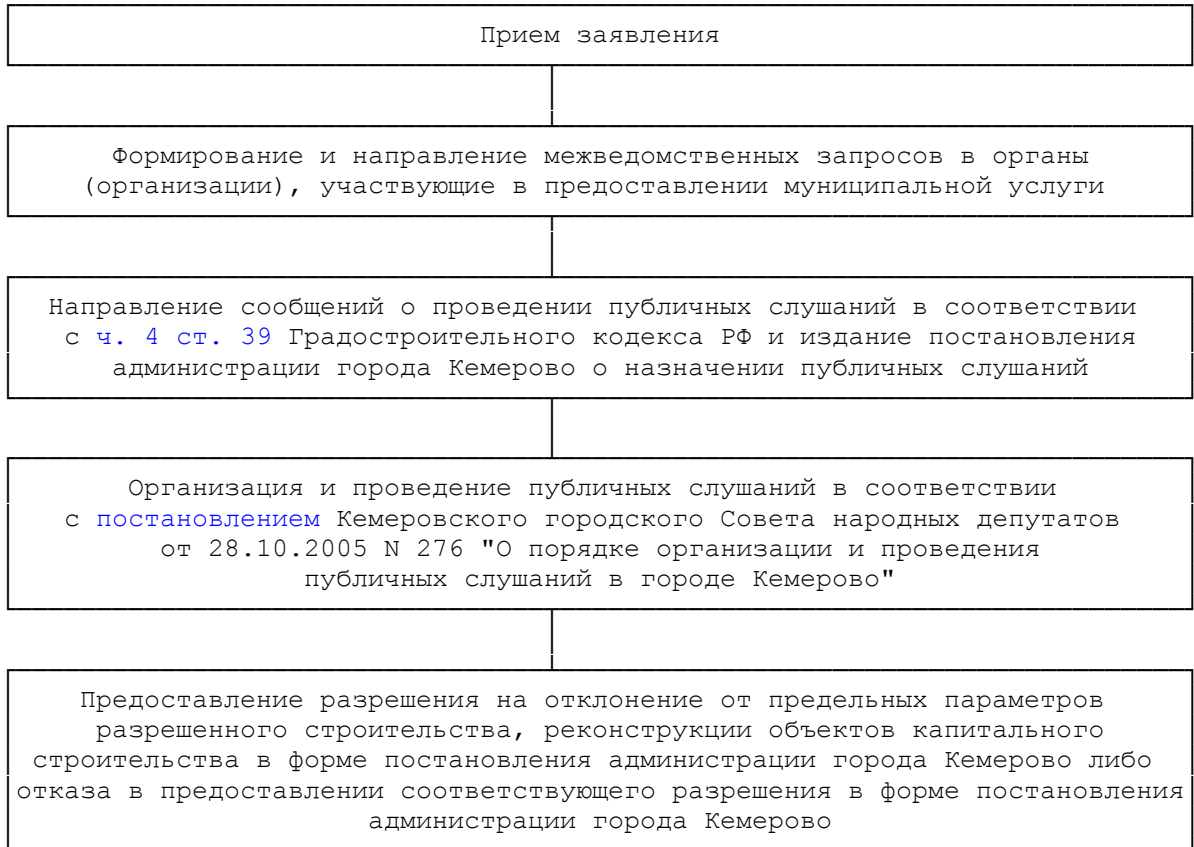 Прием заявления
Формирование и направление межведомственных запросов в органы
(организации), участвующие в предоставлении муниципальной услуги
Направление сообщений о проведении публичных слушаний в соответствии
с ч. 4 ст. 39 Градостроительного кодекса РФ и издание постановления
администрации города Кемерово о назначении публичных слушаний
Организация и проведение публичных слушаний в соответствии
с постановлением Кемеровского городского Совета народных депутатов
от 28.10.2005 N 276 "О порядке организации и проведения
публичных слушаний в городе Кемерово"
Предоставление разрешения на отклонение от предельных параметров
разрешенного строительства, реконструкции объектов капитального
строительства в форме постановления администрации города Кемерово либо
отказа в предоставлении соответствующего разрешения в форме постановления
администрации города Кемерово